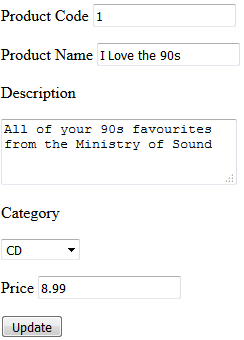 Product Code 1
Product Name I Love the 90s
Description
All of your 90s favourites
from the Ministry of Sound
Category
CD
Price 8.99
Update